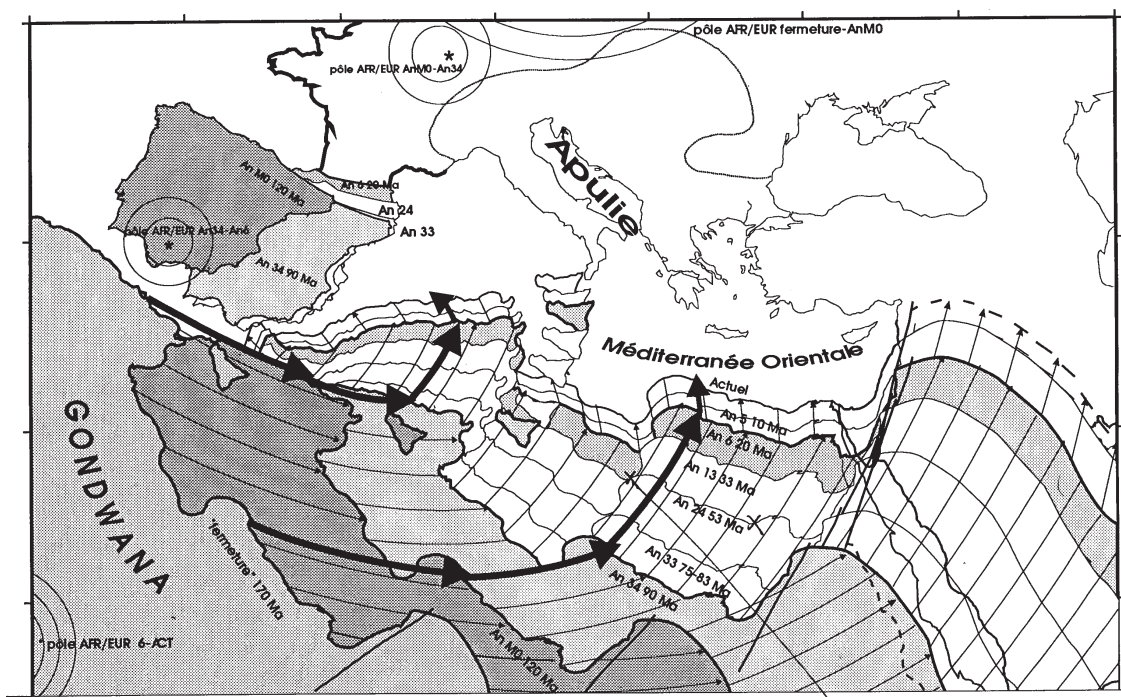 pôle AFR/EUR fermeture-AnM0
pôle AFR/EUR AnM0-An34
An M0 120 Ma
An 6 20 Ma
An 24
An 33
Apulie
pôle AFR/EUR An34-An6
An 34 90 Ma
Méditerranée Orientale
Actuel
An 5 10 Ma
An 6 20 Ma
An 13 33 Ma
An 24 53 Ma
An 33 75-83 Ma
An 34 90 Ma
GONDWANA
"fermeture" 170 Ma
An M0-120 Ma
pôle AFR/EUR 6-ACT